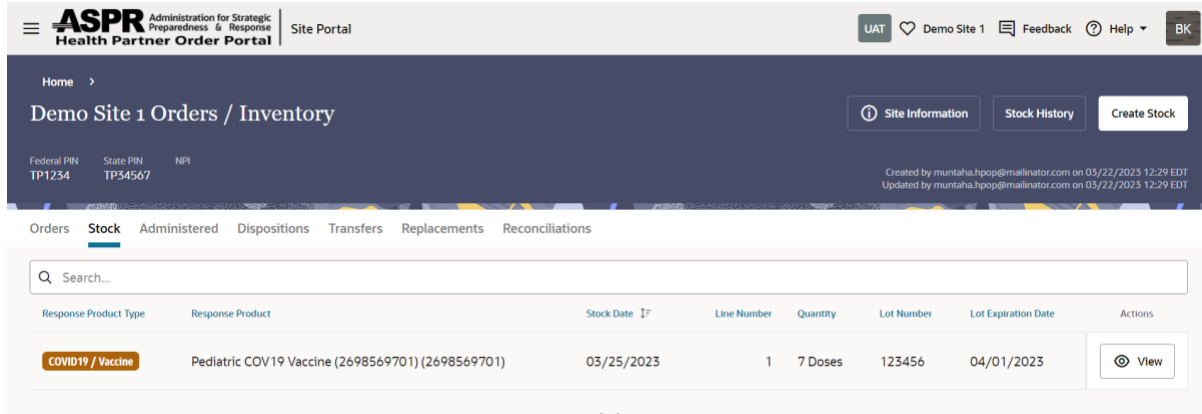 ASPR Administration for Strategic
Preparedness & Response
Health Partner Order Portal
Site Portal
UAT
Demo Site 1
Feedback
Help
BK
Home >
Demo Site 1 Orders / Inventory
Site Information
Stock History
Create Stock
Federal PIN State PIN NPI
TP1234 TP34567
Created by muntaha.hpop@mailinator.com on 03/22/2023 12:29 EDT
Updated by muntaha.hpop@mailinator.com on 03/22/2023 12:29 EDT
Orders Stock Administered Dispositions Transfers Replacements Reconciliations
Search...
Response Product Type Response Product Stock Date Line Number Quantity Lot Number Lot Expiration Date Actions
COVID19 / Vaccine Pediatric COV19 Vaccine (2698569701) (2698569701) 03/25/2023 1 7 Doses 123456 04/01/2023 View